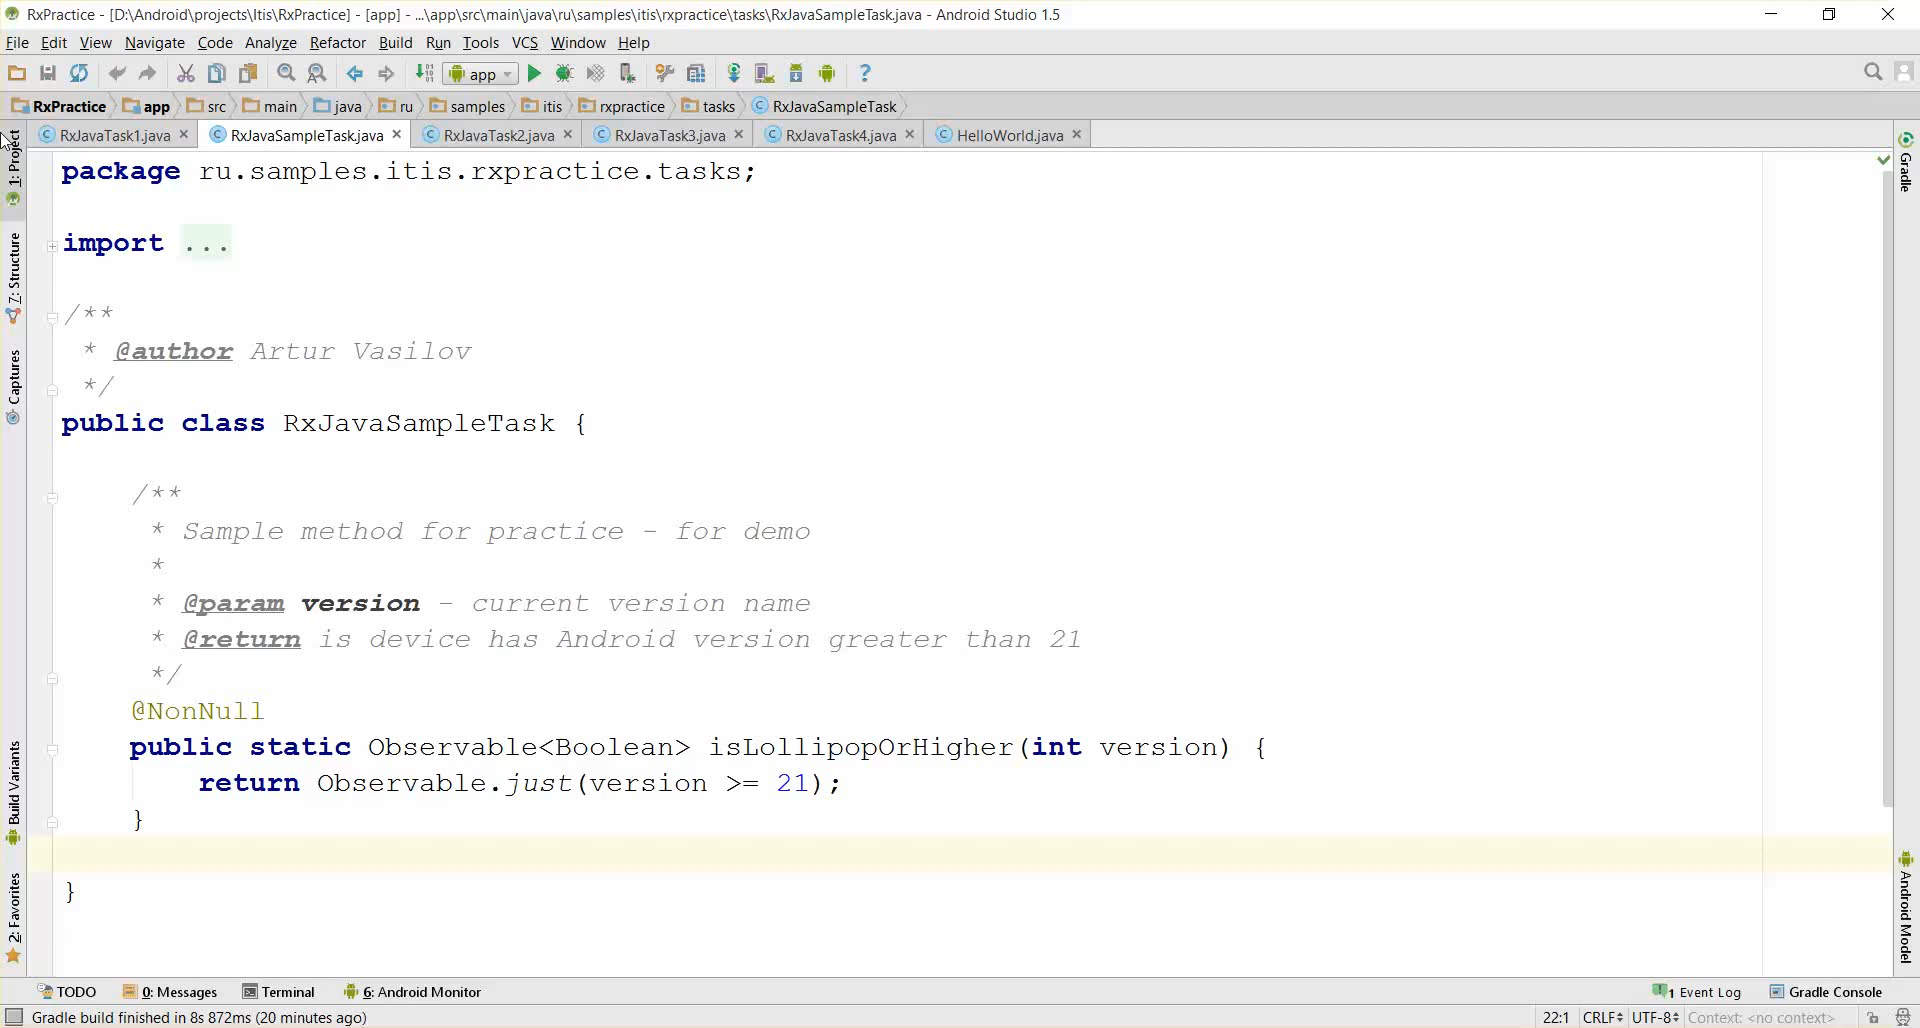 RxPractice - [D:\Android\projects\Itis\RxPractice] - [app] - ...\app\src\main\java\ru\samples\itis\rxpractice\tasks\RxJavaSampleTask.java - Android Studio 1.5
File Edit View Navigate Code Analyze Refactor Build Run Tools VCS Window Help
app
RxPractice app src main java ru samples itis rxpractice tasks RxJavaSampleTask
RxJavaTask1.java RxJavaSampleTask.java RxJavaTask2.java RxJavaTask3.java RxJavaTask4.java HelloWorld.java
1: Project
7: Structure
Captures
Build Variants
2: Favorites
package ru.samples.itis.rxpractice.tasks;
import ...
/**
* @author Artur Vasilov
*/
public class RxJavaSampleTask {
/**
* Sample method for practice - for demo
*
* @param version - current version name
* @return is device has Android version greater than 21
*/
@NonNull
public static Observable<Boolean> isLollipopOrHigher(int version) {
return Observable.just(version >= 21);
}
}
Gradle
Android Model
TODO 0: Messages Terminal 6: Android Monitor 1 Event Log Gradle Console
Gradle build finished in 8s 872ms (20 minutes ago) 22:1 CRLF UTF-8 Context: <no context>